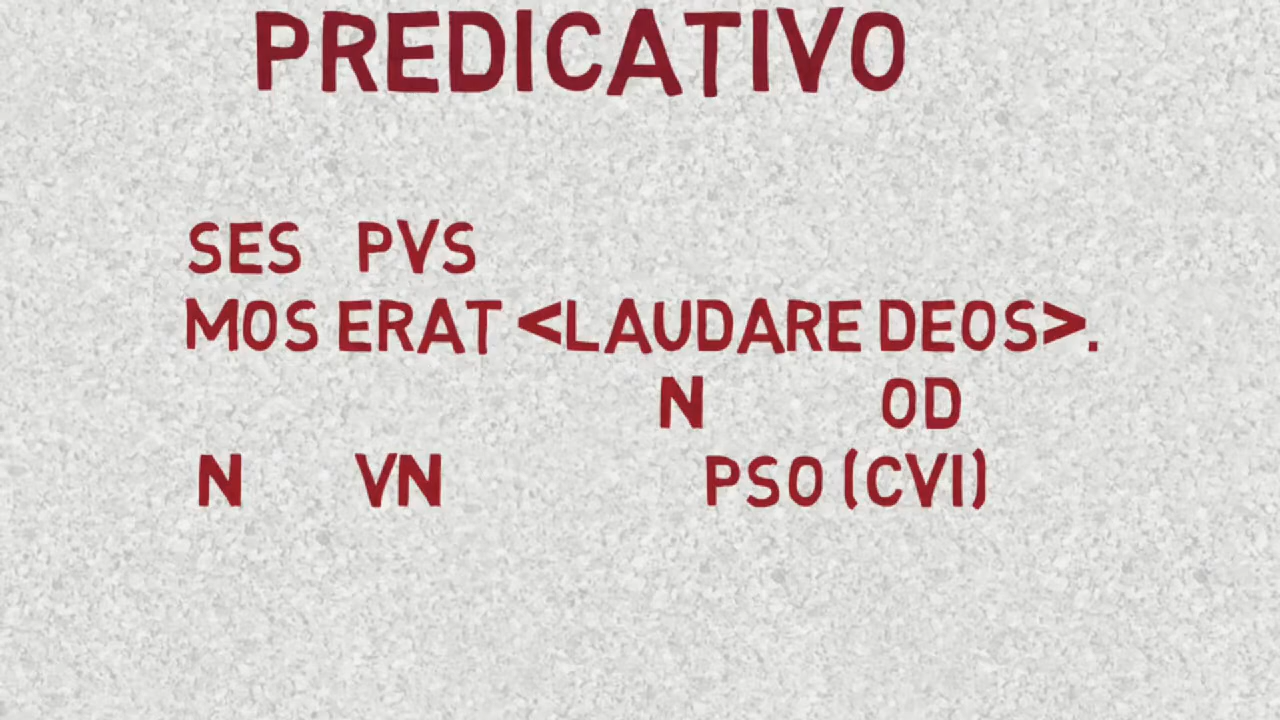 PREDICATIVO
SES PVS
MOS ERAT <LAUDARE DEOS>.
N OD
N VN PSO (CVI)